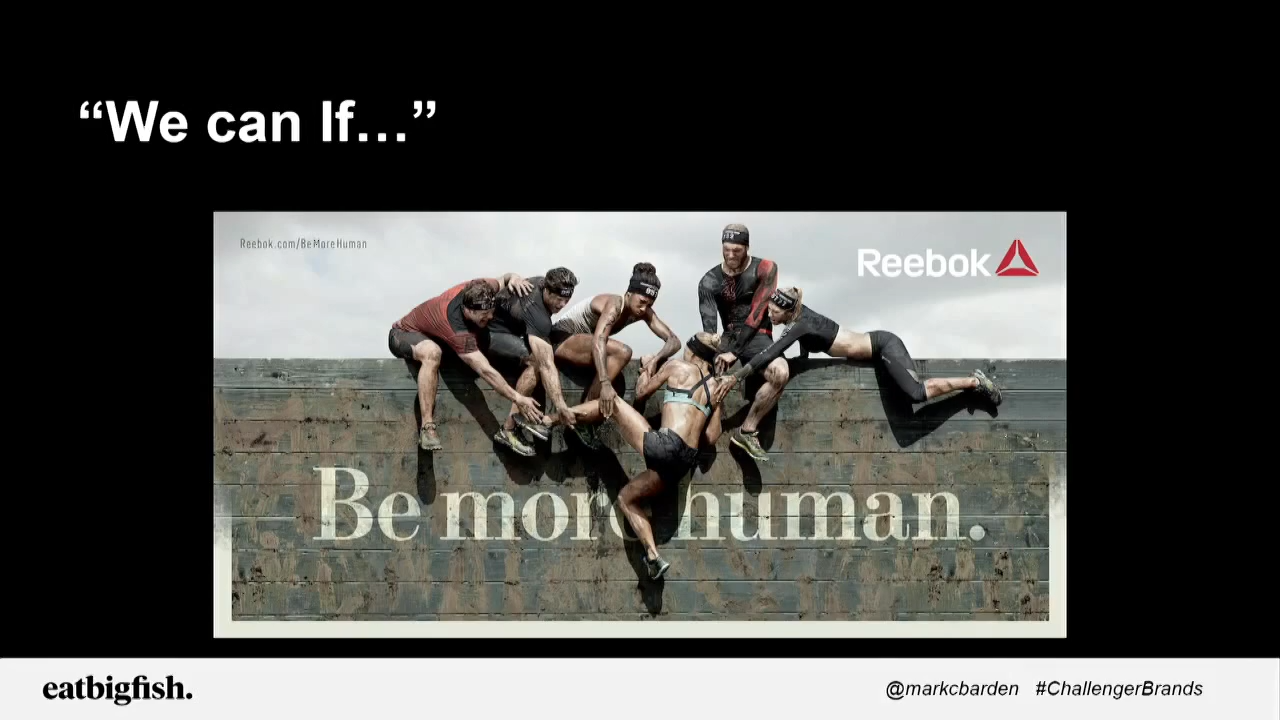 “We can If…”
Reebok.com/BeMoreHuman
Reebok
Be more human.
eatbigfish.
@markcbarden #ChallengerBrands